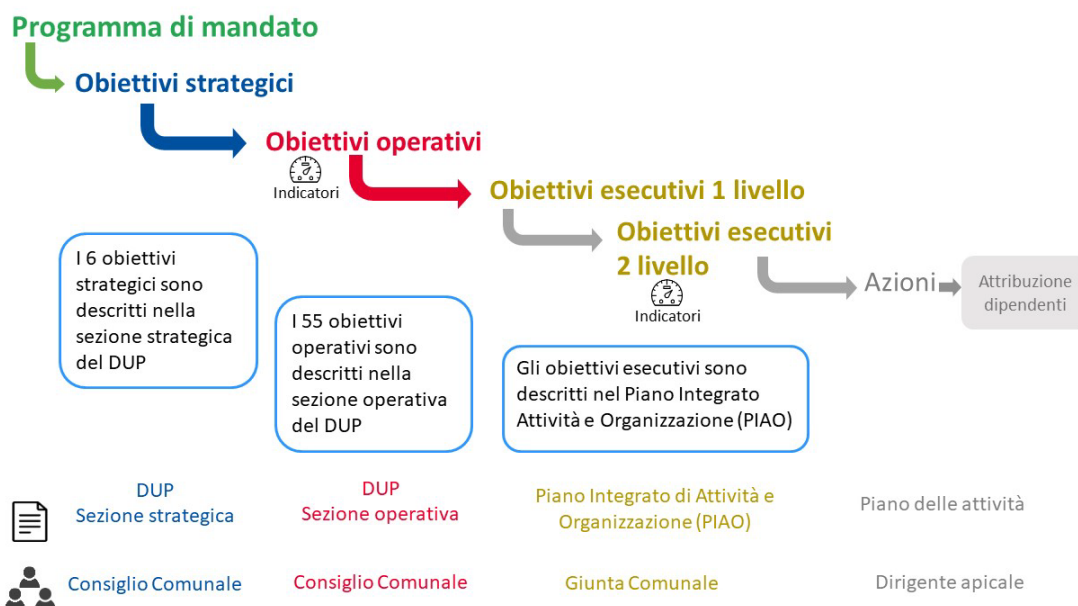 Programma di mandato
Obiettivi strategici
Obiettivi operativi
Indicatori
Obiettivi esecutivi 1 livello
Obiettivi esecutivi
2 livello
Indicatori
Azioni
Attribuzione
dipendenti
I 6 obiettivi
strategici sono
descritti nella
sezione strategica
del DUP
I 55 obiettivi
operativi sono
descritti nella
sezione operativa
del DUP
Gli obiettivi esecutivi sono
descritti nel Piano Integrato
Attività e Organizzazione (PIAO)
DUP
Sezione strategica
DUP
Sezione operativa
Piano Integrato di Attività e
Organizzazione (PIAO)
Piano delle attività
Consiglio Comunale
Consiglio Comunale
Giunta Comunale
Dirigente apicale